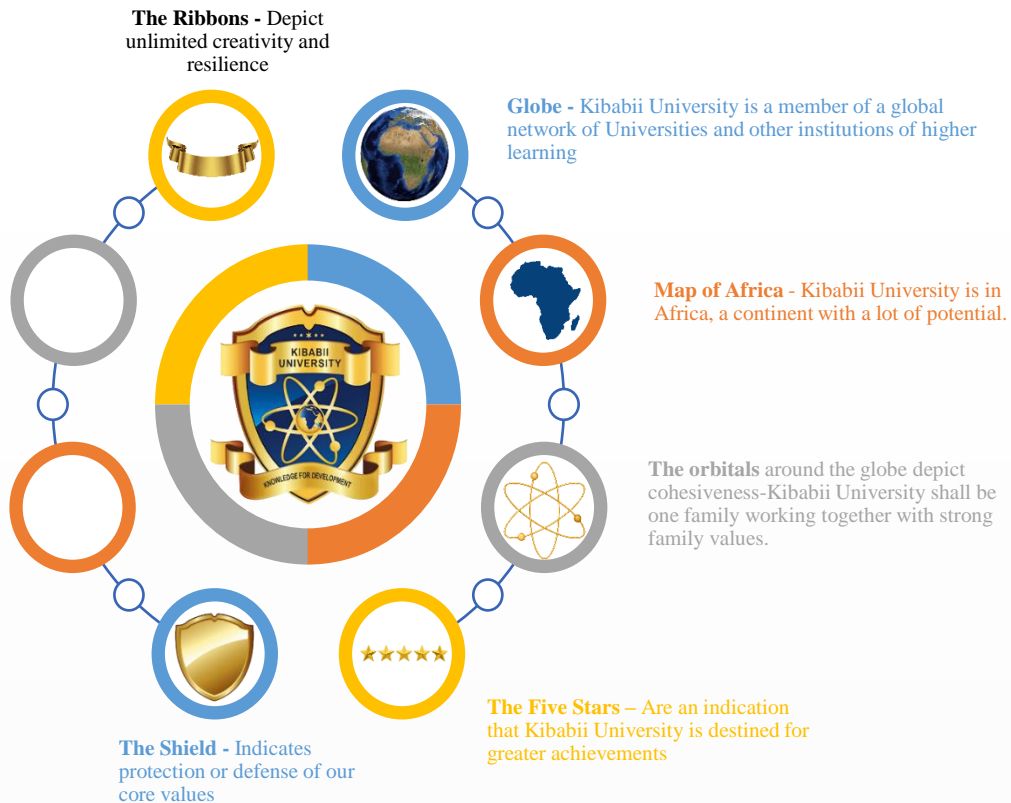 The Ribbons - Depict
unlimited creativity and
resilience
Globe - Kibabii University is a member of a global
network of Universities and other institutions of higher
learning
Map of Africa - Kibabii University is in
Africa, a continent with a lot of potential.
KIBABII
UNIVERSITY
KNOWLEDGE FOR DEVELOPMENT
The orbitals around the globe depict
cohesiveness-Kibabii University shall be
one family working together with strong
family values.
The Five Stars – Are an indication
that Kibabii University is destined for
greater achievements
The Shield - Indicates
protection or defense of our
core values